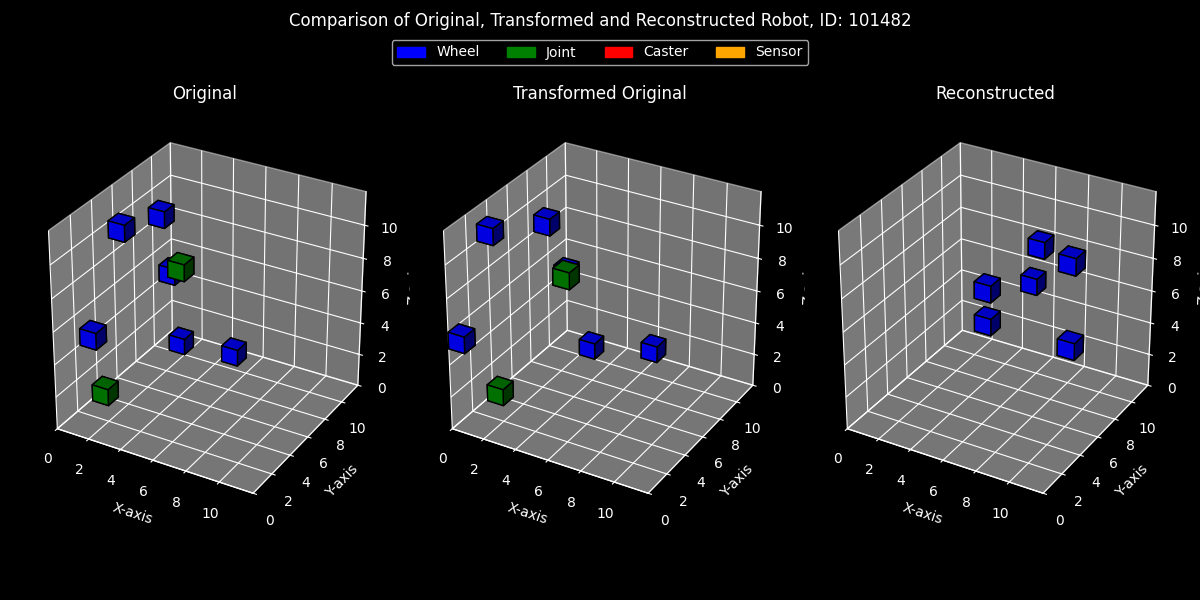 Comparison of Original, Transformed and Reconstructed Robot, ID: 101482
Wheel Joint Caster Sensor
Original
Transformed Original
Reconstructed
0 2 4 6 8 10
X-axis
0 2 4 6 8 10
Y-axis
0 2 4 6 8 10
0 2 4 6 8 10
X-axis
0 2 4 6 8 10
Y-axis
0 2 4 6 8 10
0 2 4 6 8 10
X-axis
0 2 4 6 8 10
Y-axis
0 2 4 6 8 10